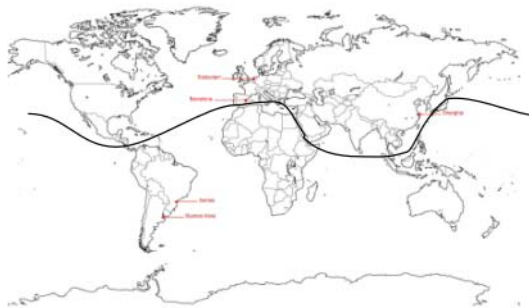 Rotterdam
Barcelona
Shanghai
Santos
Buenos Aires